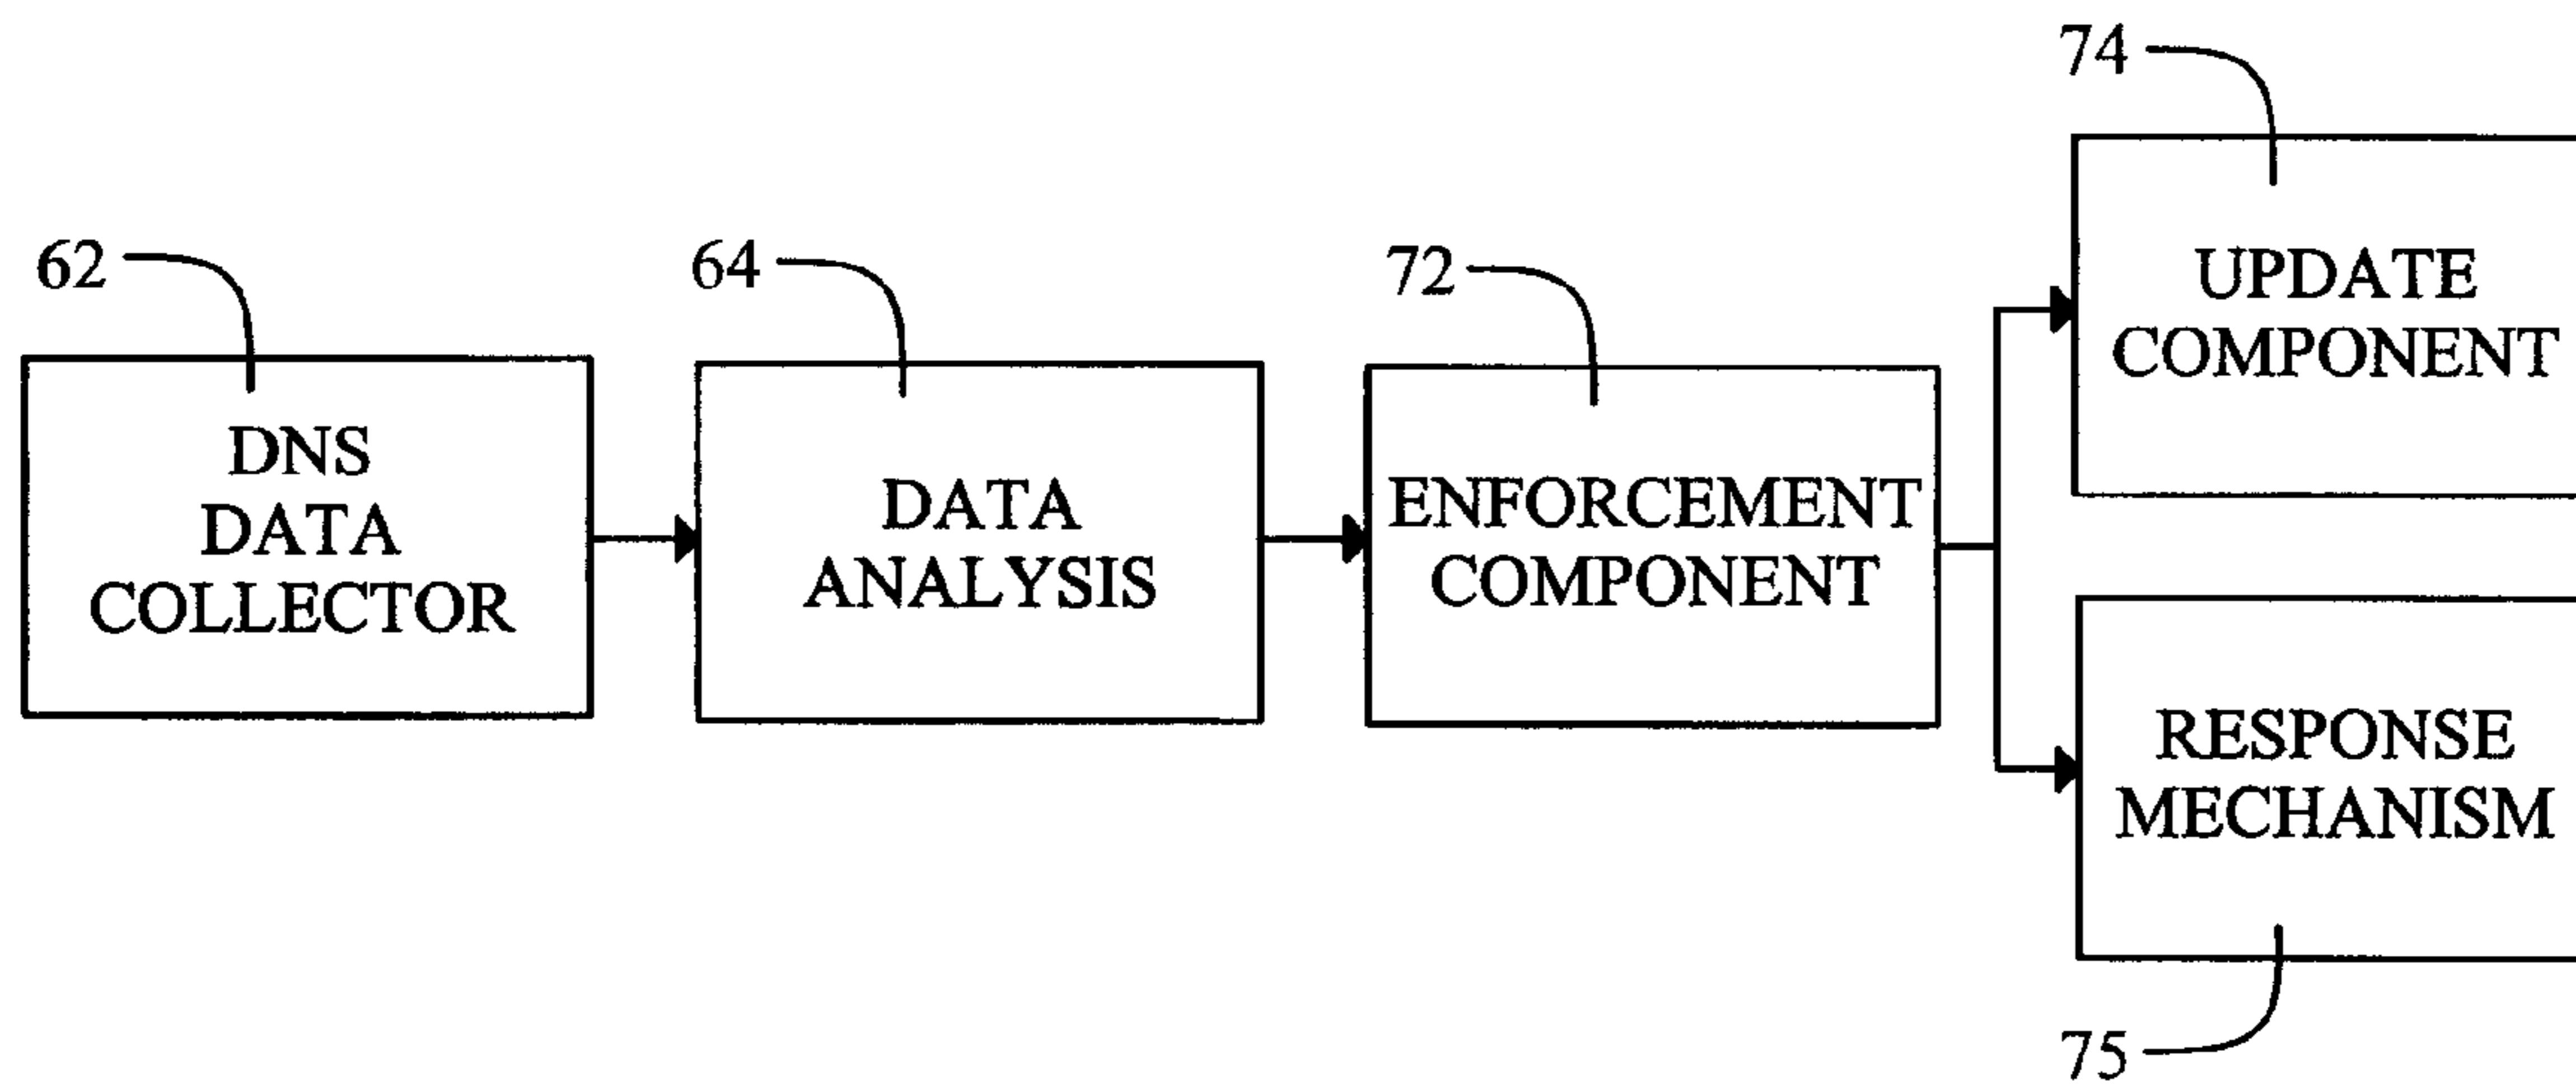 62
DNS
DATA
COLLECTOR
64
DATA
ANALYSIS
72
ENFORCEMENT
COMPONENT
74
UPDATE
COMPONENT
RESPONSE
MECHANISM
75